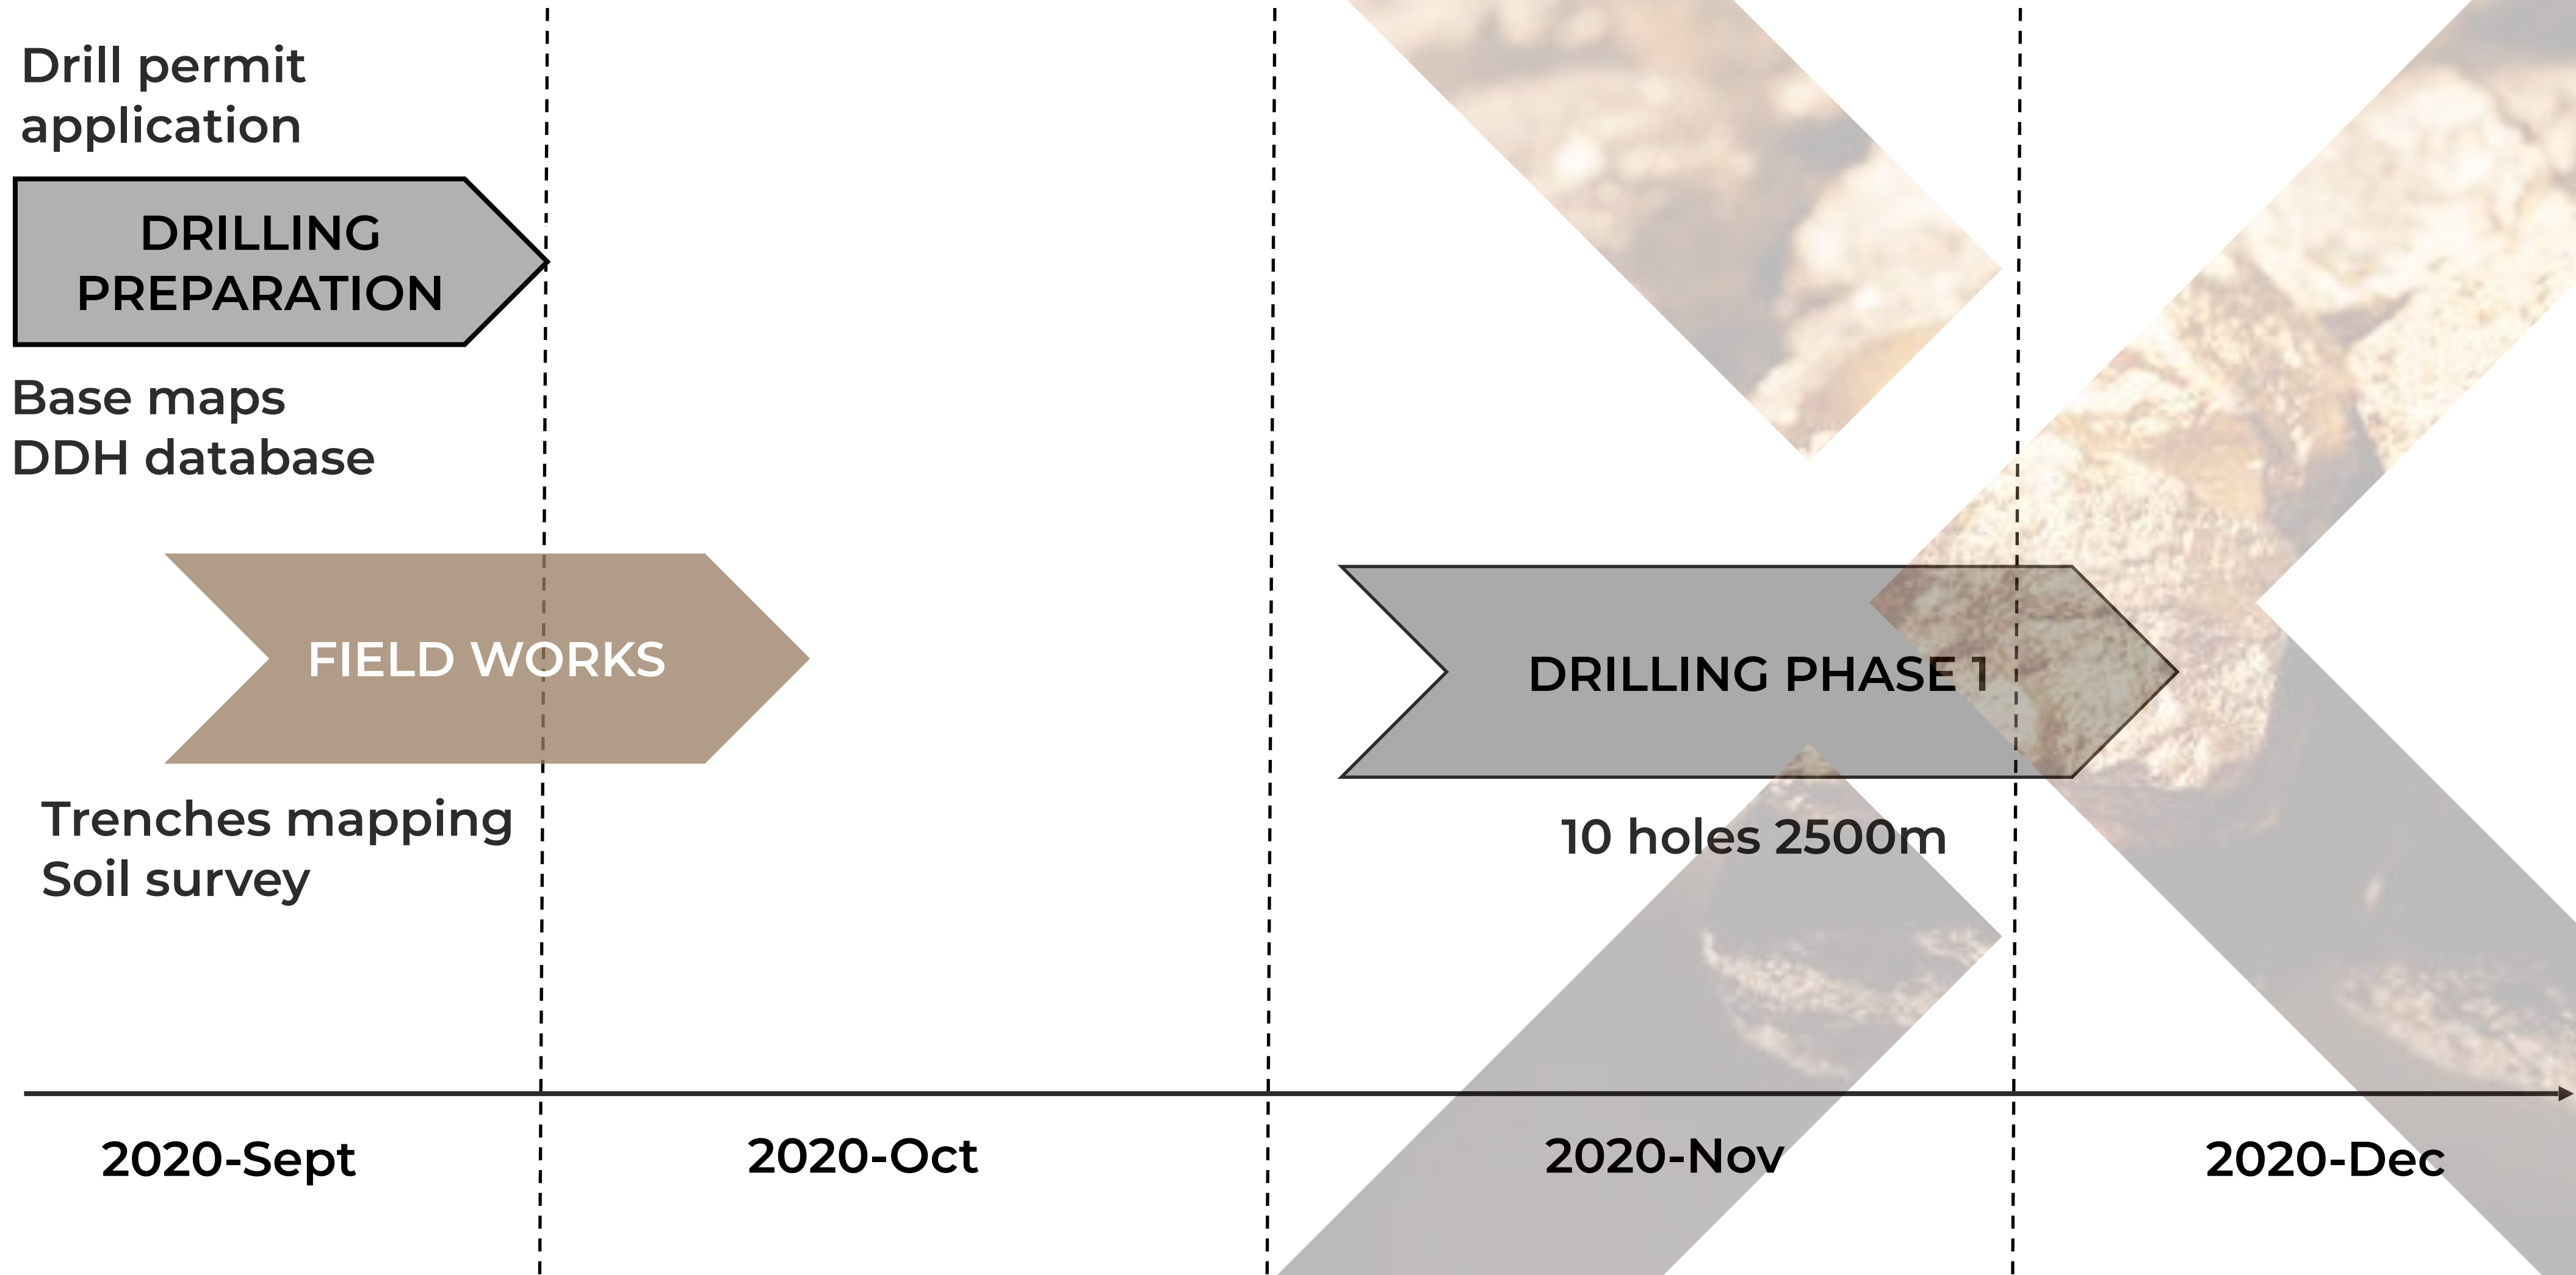 Drill permit
application
DRILLING
PREPARATION
Base maps
DDH database
FIELD WORKS
Trenches mapping
Soil survey
DRILLING PHASE 1
10 holes 2500m
2020-Sept
2020-Oct
2020-Nov
2020-Dec